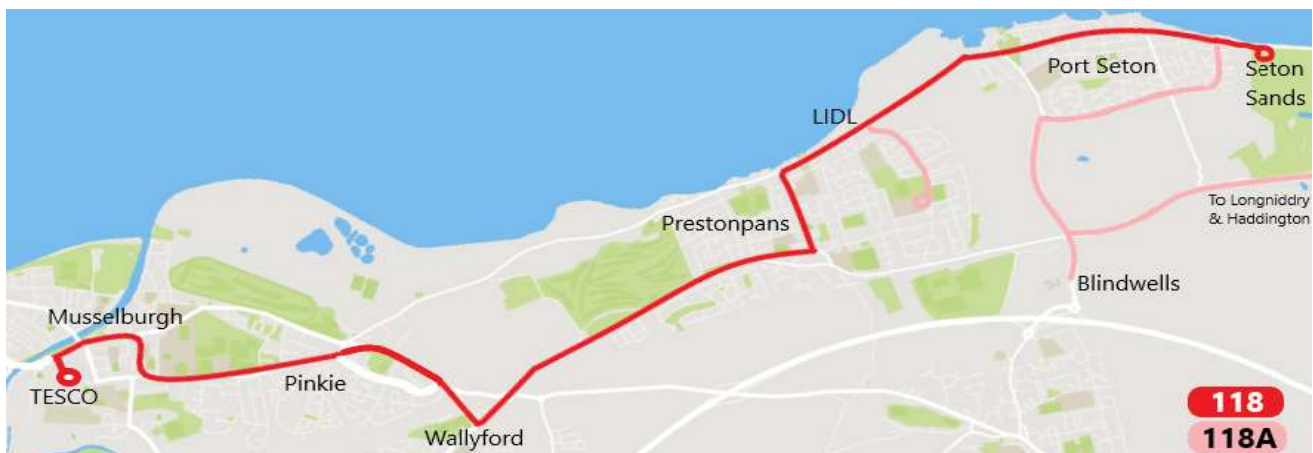 Port Seton
Seton
Sands
LIDL
To Longniddry
& Haddington
Prestonpans
Blindwells
Musselburgh
Pinkie
TESCO
Wallyford
118
118A